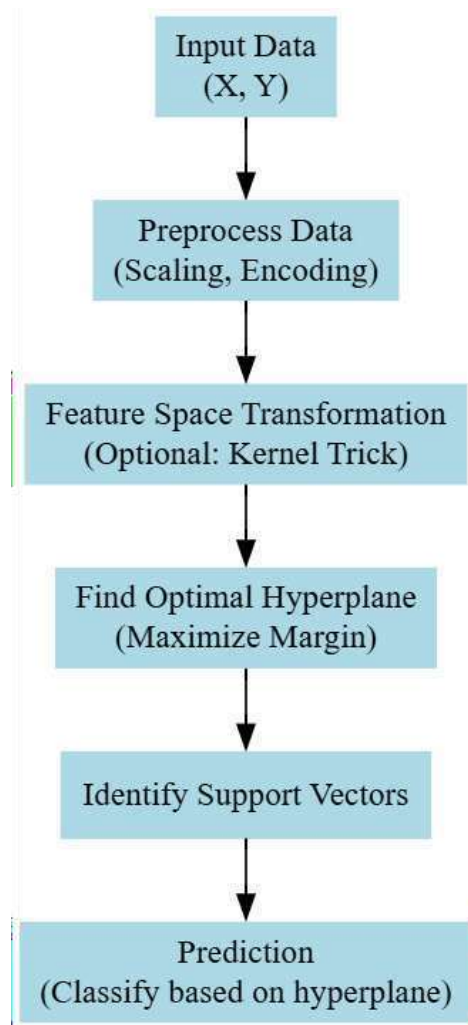 Input Data
(X, Y)
Preprocess Data
(Scaling, Encoding)
Feature Space Transformation
(Optional: Kernel Trick)
Find Optimal Hyperplane
(Maximize Margin)
Identify Support Vectors
Prediction
(Classify based on hyperplane)